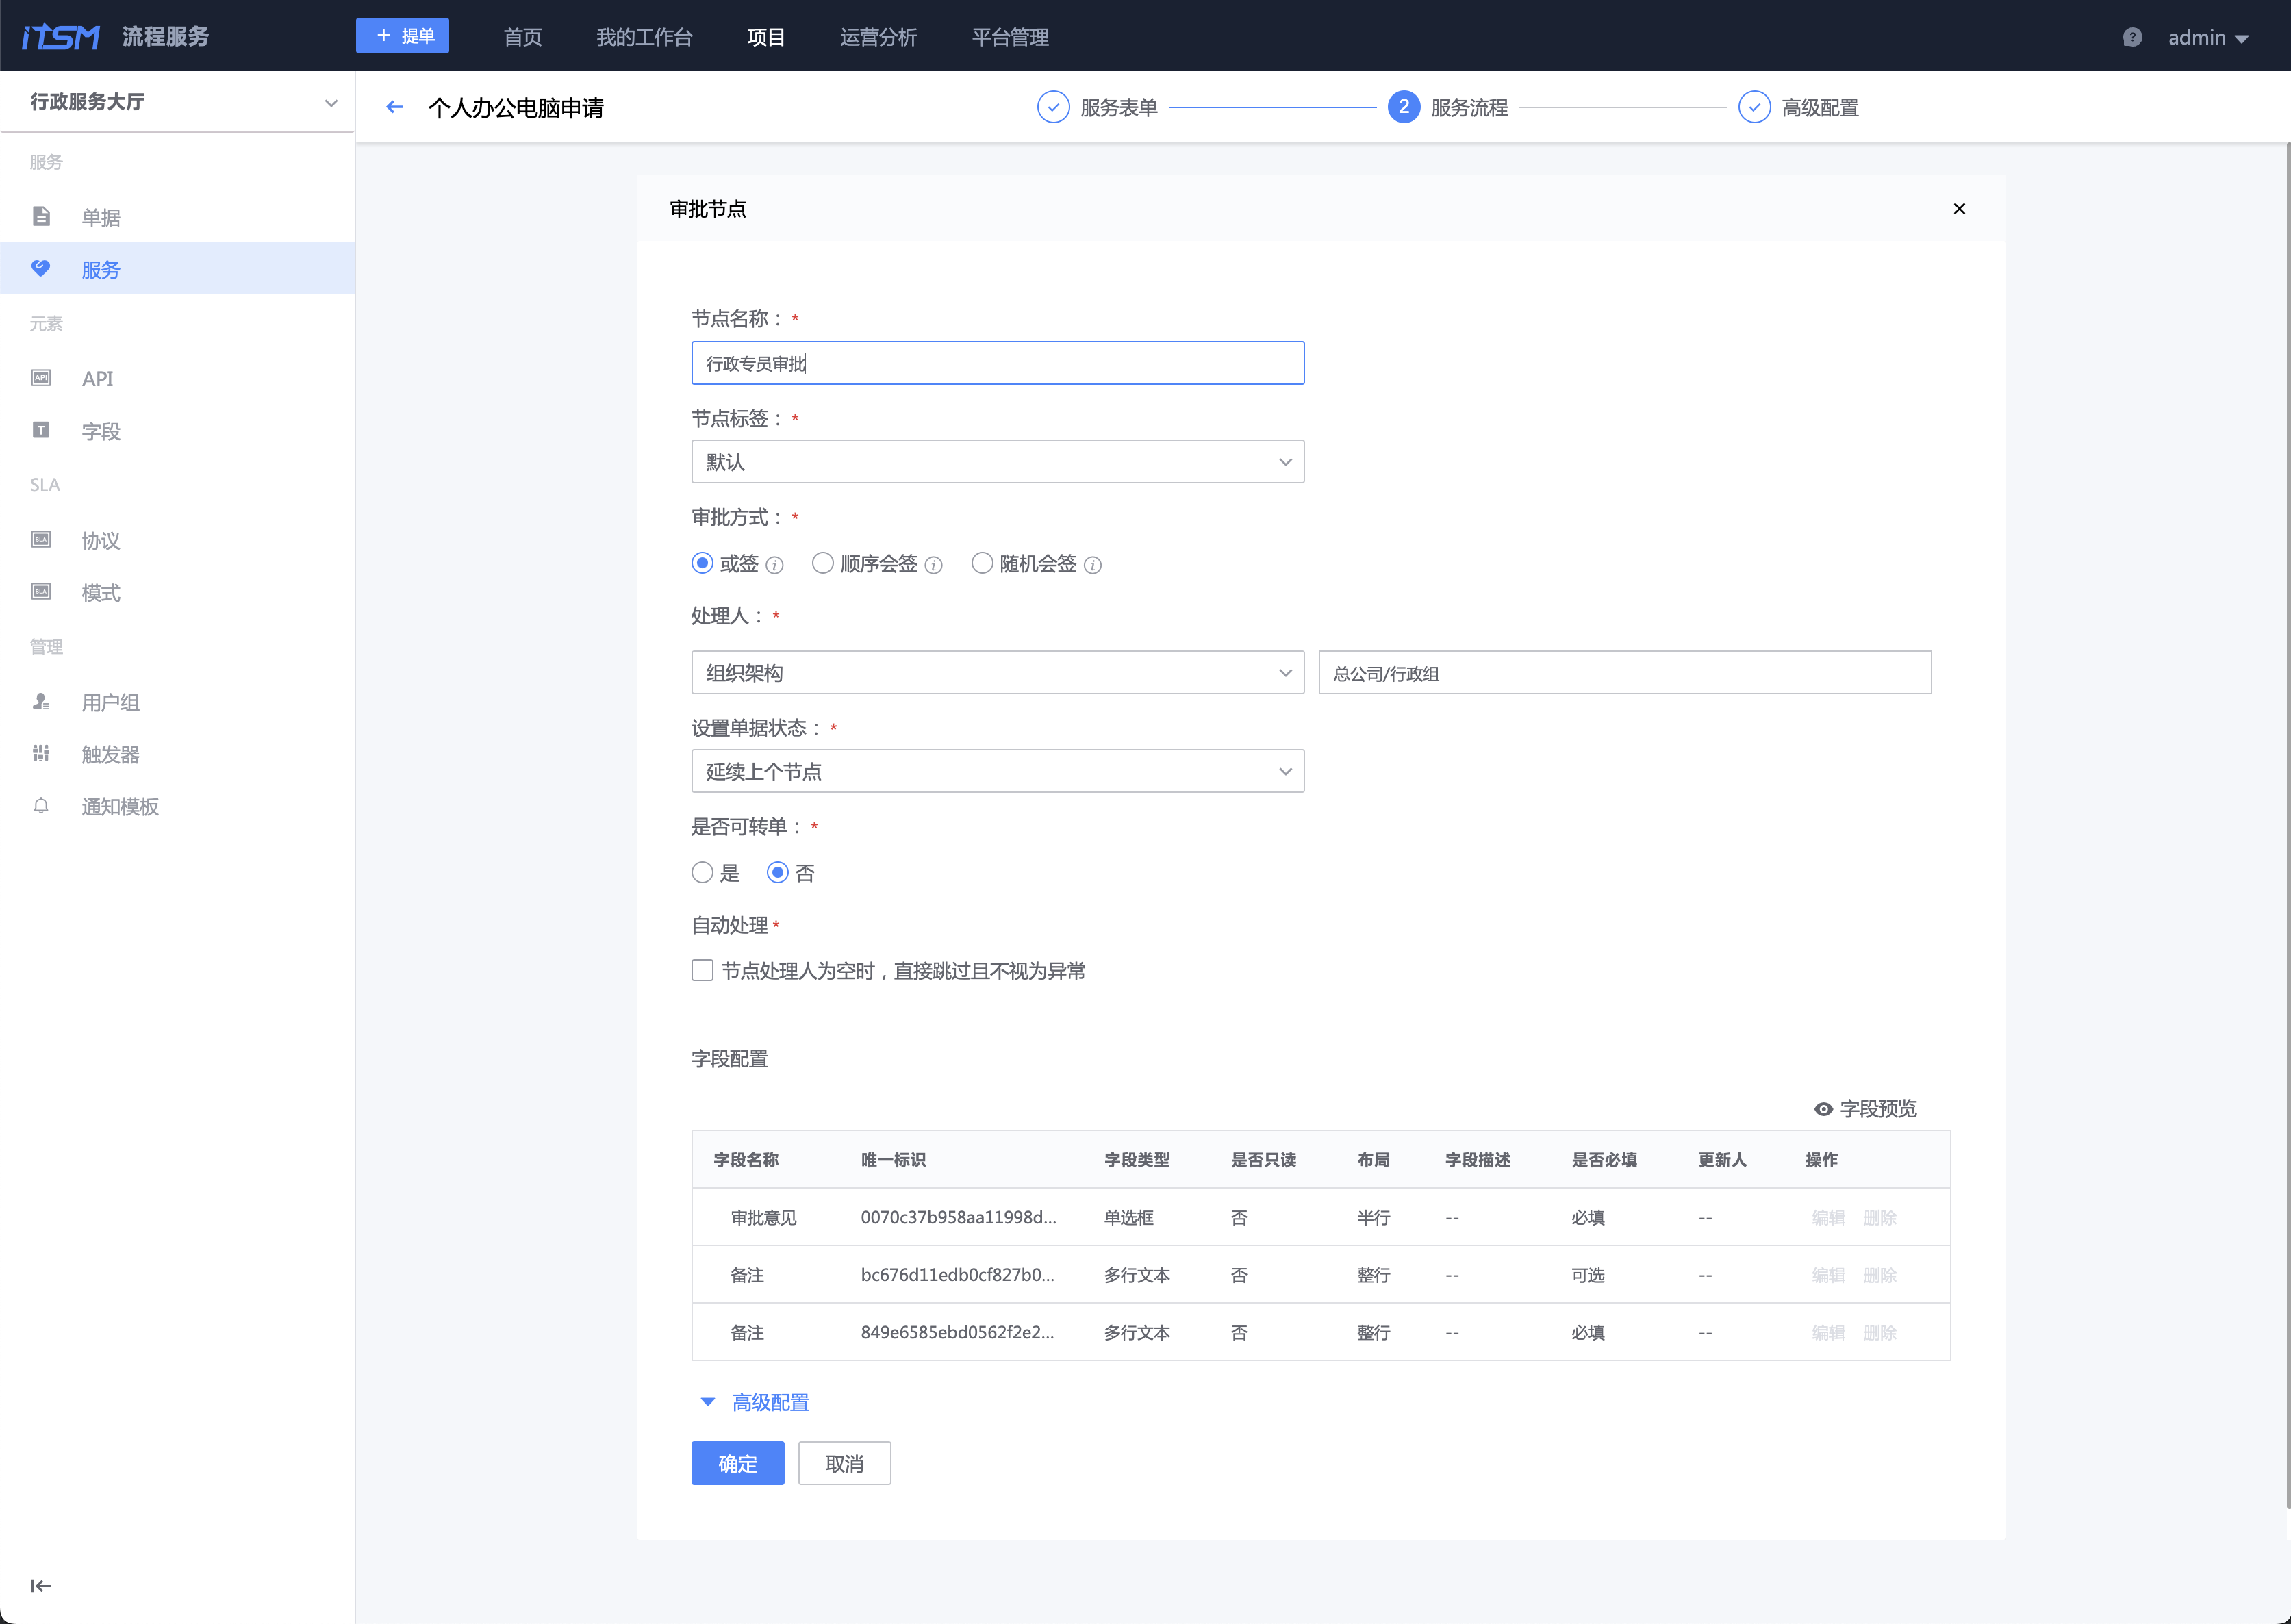 iTSM 流程服务 + 提单 首页 我的工作台 项目 运营分析 平台管理 ? admin
行政服务大厅
个人办公电脑申请 服务表单 2 服务流程 高级配置
服务
单据
服务
元素
API API
T 字段
SLA
SLA 协议
SLA 模式
管理
用户组
触发器
通知模板
审批节点
节点名称： *
行政专员审批
节点标签： *
默认
审批方式： *
或签 i 顺序会签 i 随机会签 i
处理人： *
组织架构 总公司/行政组
设置单据状态： *
延续上个节点
是否可转单： *
是 否
自动处理 *
节点处理人为空时，直接跳过且不视为异常
字段配置
字段预览
字段名称 唯一标识 字段类型 是否只读 布局 字段描述 是否必填 更新人 操作
审批意见 0070c37b958aa11998d... 单选框 否 半行 -- 必填 -- 编辑 删除
备注 bc676d11edb0cf827b0... 多行文本 否 整行 -- 可选 -- 编辑 删除
备注 849e6585ebd0562f2e2... 多行文本 否 整行 -- 必填 -- 编辑 删除
高级配置
确定 取消